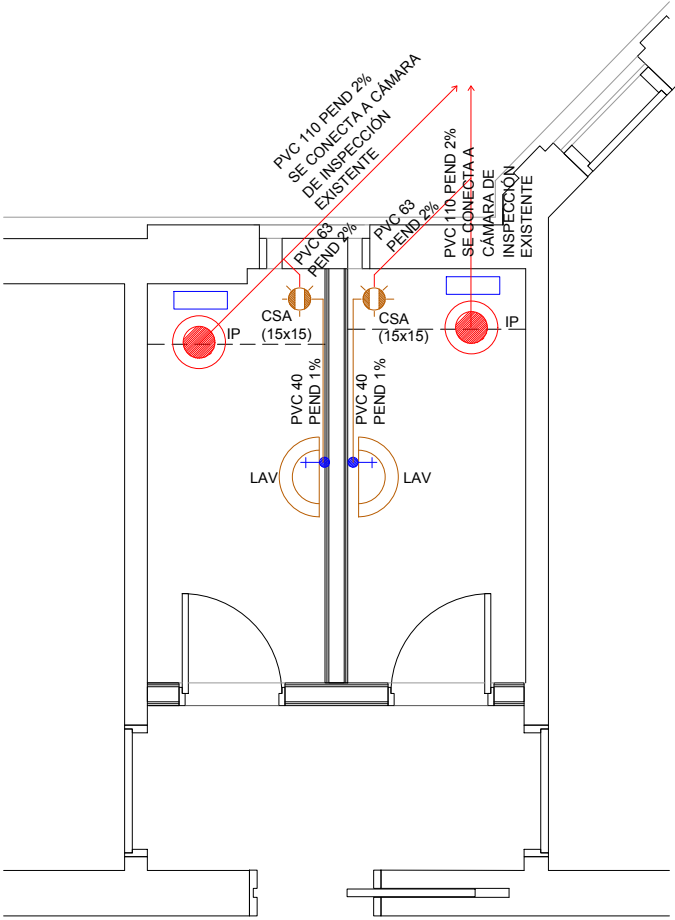 PVC 110 PEND 2%
SE CONECTA A CÁMARA
DE INSPECCIÓN
EXISTENTE
PVC 63
PEND 2%
PVC 63
PEND 2%
PVC 110 PEND 2%
SE CONECTA A
CÁMARA DE
INSPECCIÓN
EXISTENTE
IP
CSA
(15x15)
CSA
(15x15)
IP
PVC 40
PEND 1%
PVC 40
PEND 1%
LAV
LAV